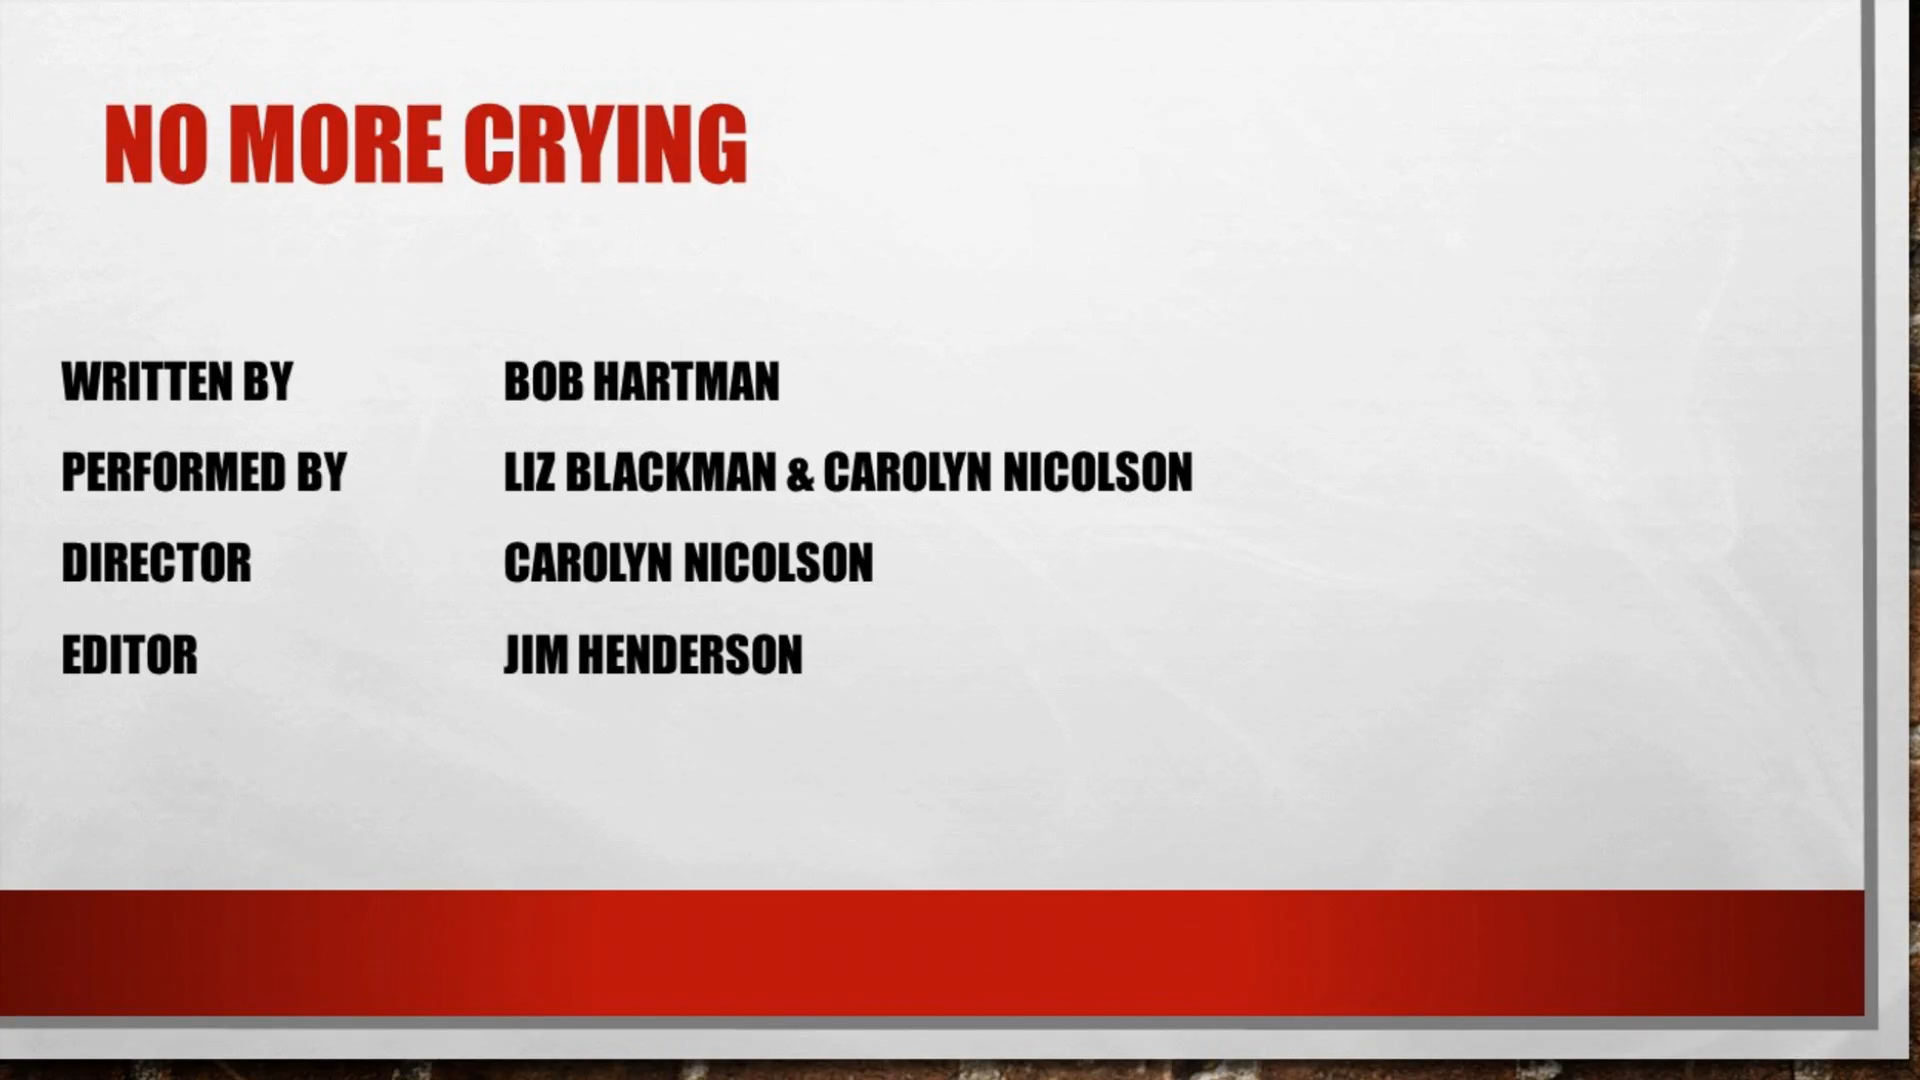 NO MORE CRYING
WRITTEN BY BOB HARTMAN
PERFORMED BY LIZ BLACKMAN & CAROLYN NICOLSON
DIRECTOR CAROLYN NICOLSON
EDITOR JIM HENDERSON